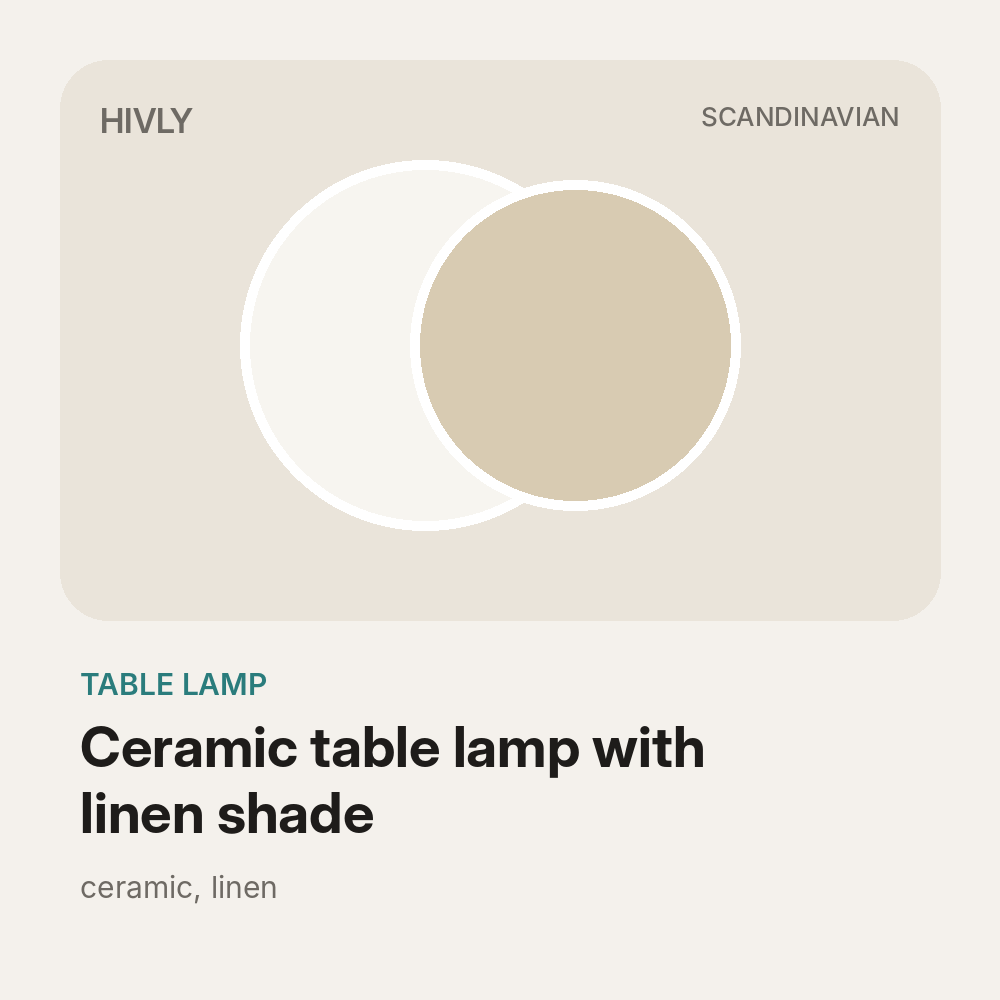 HIVLY
SCANDINAVIAN
TABLE LAMP
Ceramic table lamp with
linen shade
ceramic, linen